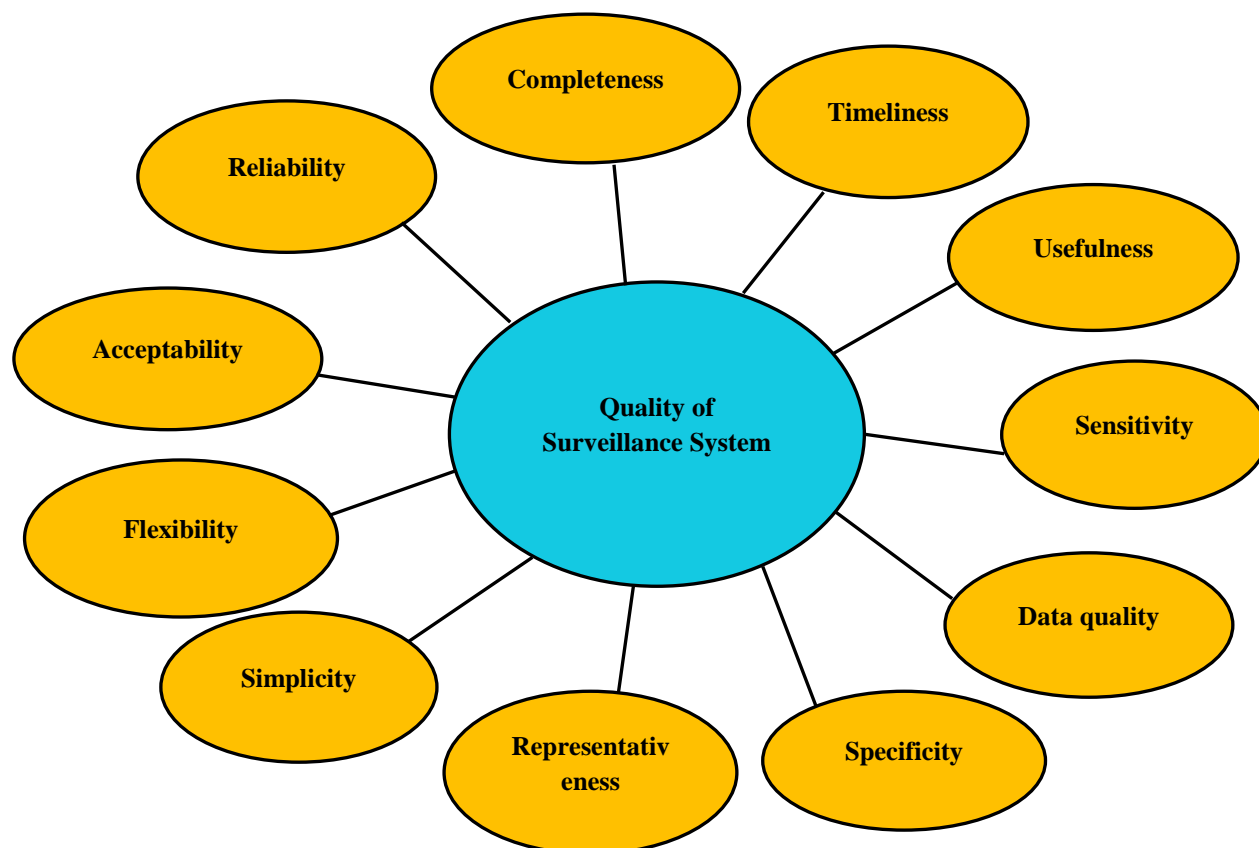 Completeness
Timeliness
Reliability
Usefulness
Acceptability
Quality of
Surveillance System
Sensitivity
Flexibility
Data quality
Simplicity
Representativ
eness
Specificity